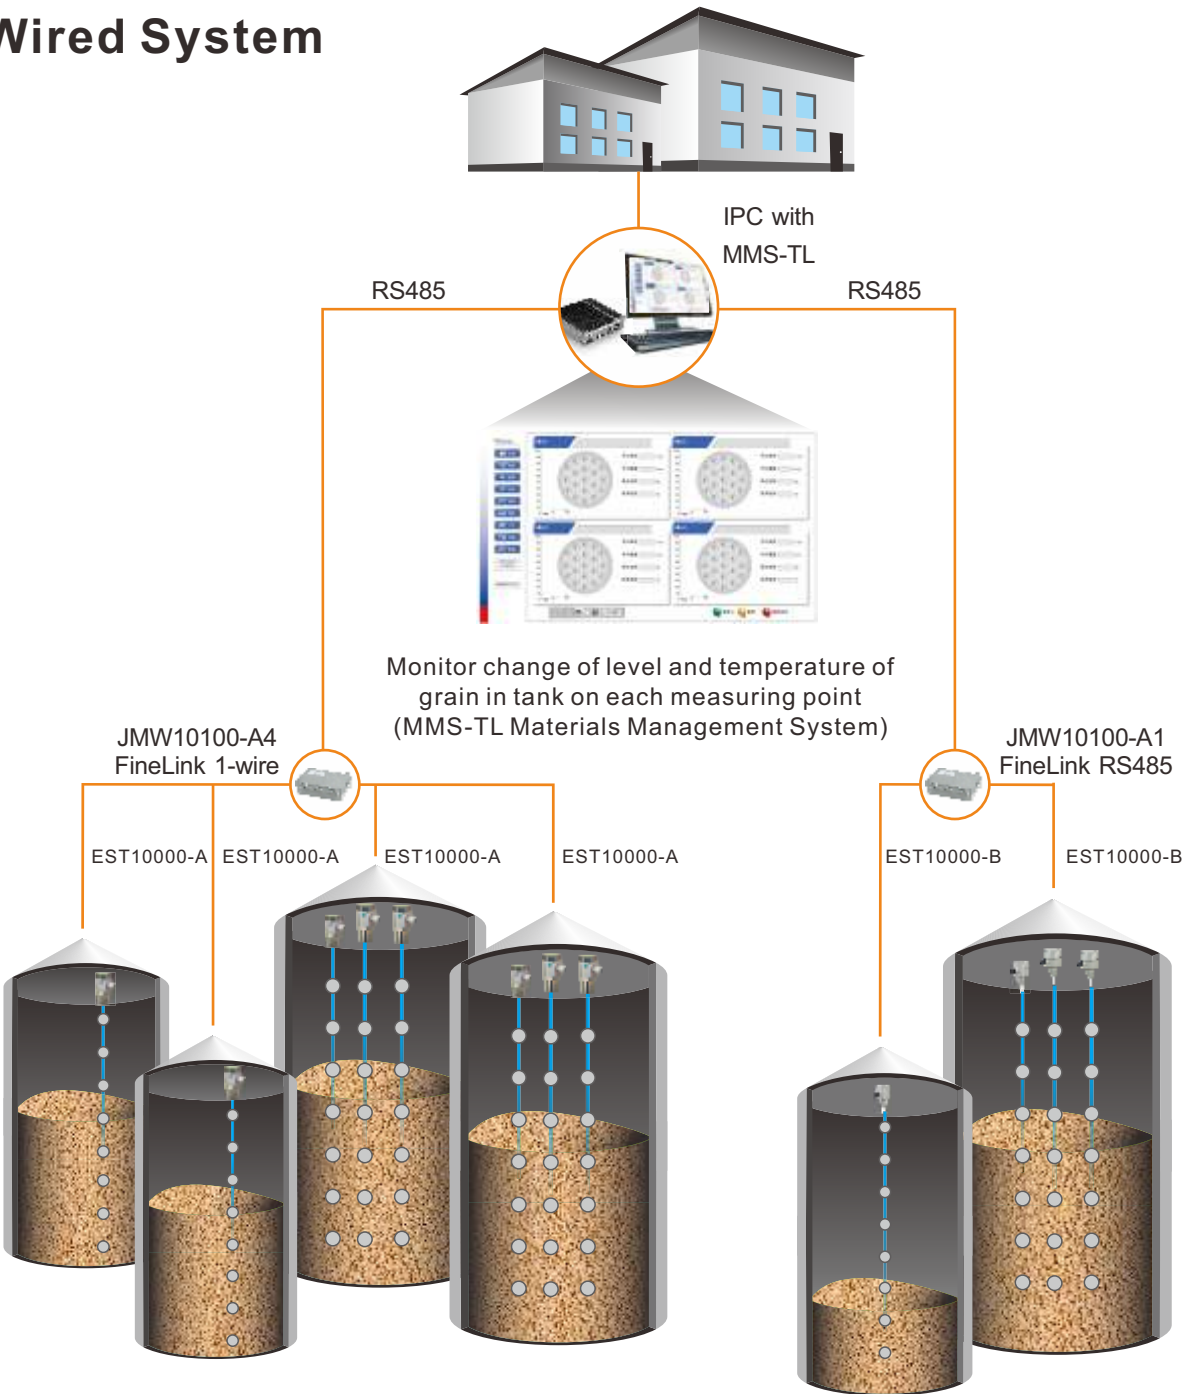 Wired System
IPC with
MMS-TL
RS485
RS485
Monitor change of level and temperature of
grain in tank on each measuring point
(MMS-TL Materials Management System)
JMW10100-A4
FineLink 1-wire
JMW10100-A1
FineLink RS485
EST10000-A
EST10000-A
EST10000-A
EST10000-A
EST10000-B
EST10000-B